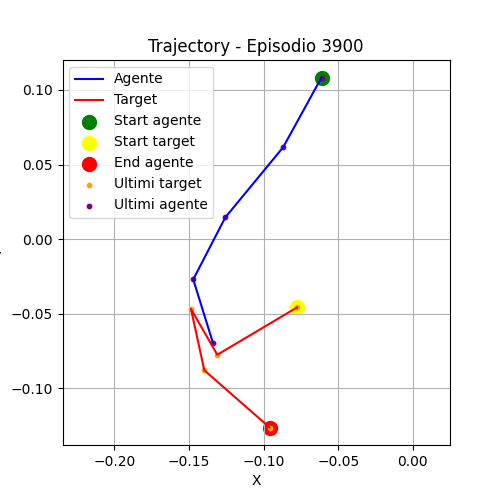 Trajectory - Episodio 3900
Agente
Target
Start agente
Start target
End agente
Ultimi target
Ultimi agente
0.10
0.05
0.00
−0.05
−0.10
−0.20
−0.15
−0.10
−0.05
0.00
X